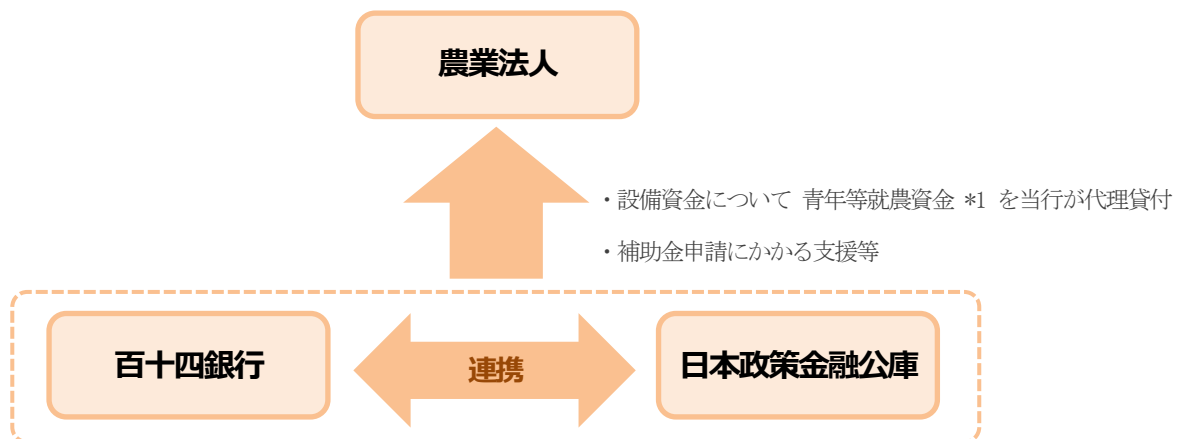 農業法人
・設備資金について 青年等就農資金 *1 を当行が代理貸付
・補助金申請にかかる支援等
百十四銀行
連携
日本政策金融公庫